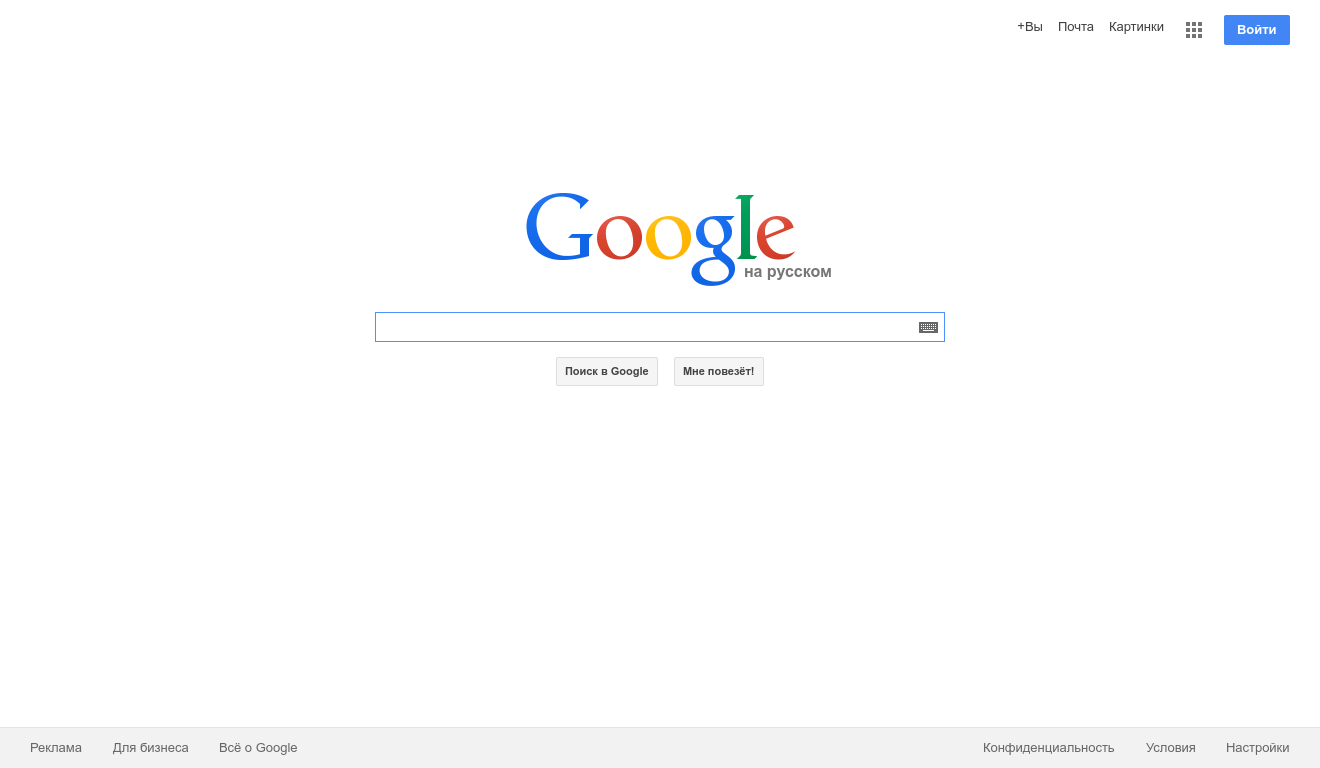 +Вы Почта Картинки Войти
Google
на русском
Поиск в Google Мне повезёт!
Реклама Для бизнеса Всё о Google Конфиденциальность Условия Настройки